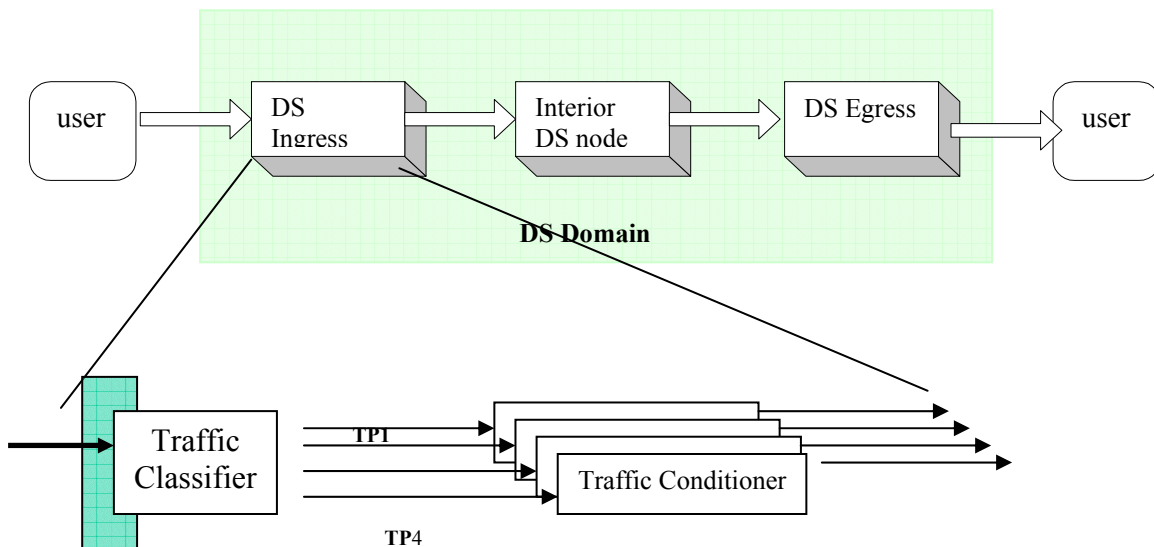 user
DS
Ingress
Interior
DS node
DS Egress
user
DS Domain
Traffic
Classifier
TP1
Traffic Conditioner
TP4